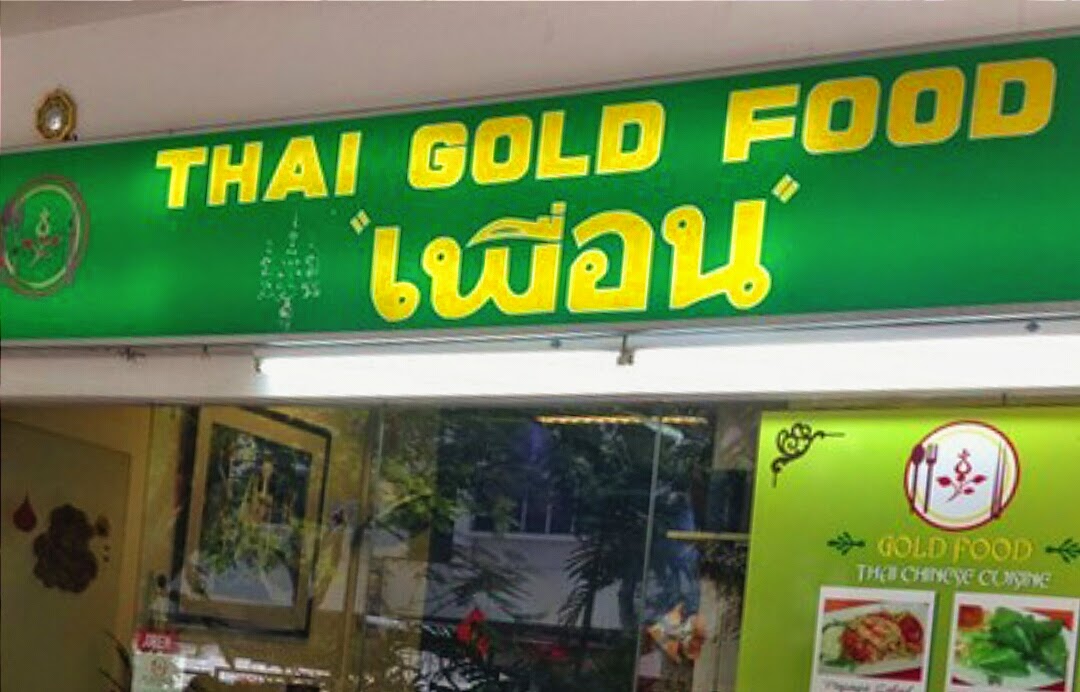 THAI GOLD FOOD
"เพื่อน"
GOLD FOOD
THAI CHINESE CUISINE